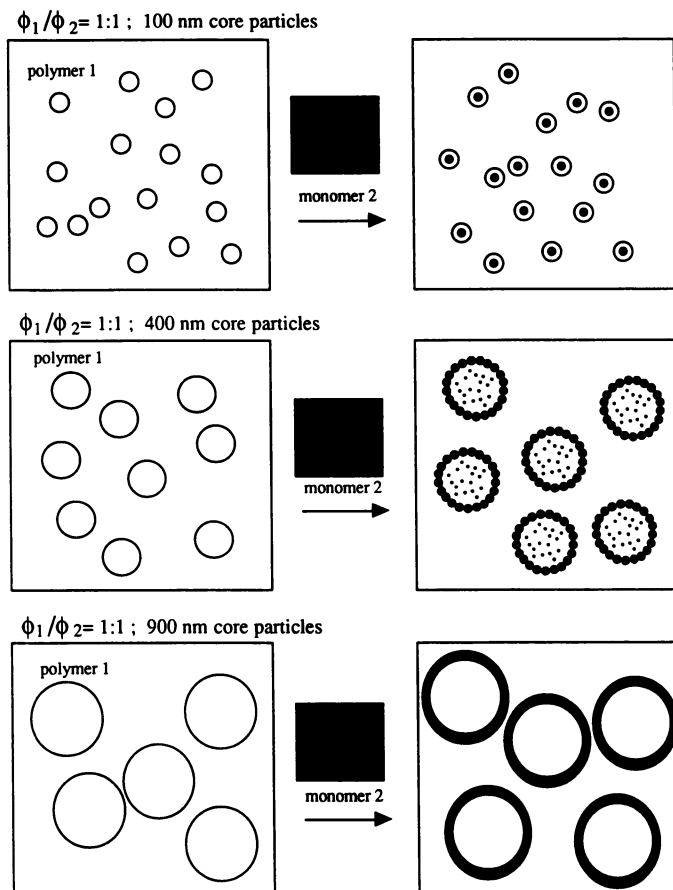 ϕ₁/ϕ₂ = 1:1 ; 100 nm core particles
polymer 1
monomer 2
ϕ₁/ϕ₂= 1:1 ; 400 nm core particles
polymer 1
monomer 2
ϕ₁/ϕ₂= 1:1 ; 900 nm core particles
polymer 1
monomer 2